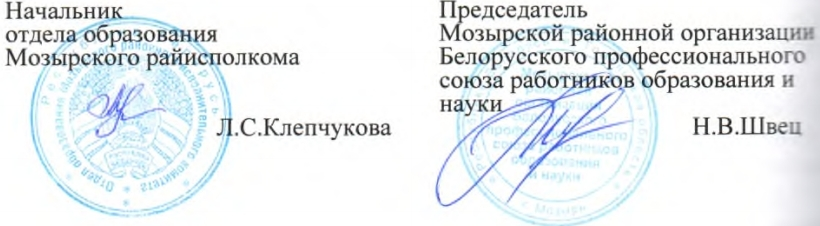 Начальник
отдела образования
Мозырского райисполкома
Л.С.Клепчукова
Председатель
Мозырской районной организации
Белорусского профессионального
союза работников образования и
науки
Н.В.Швец